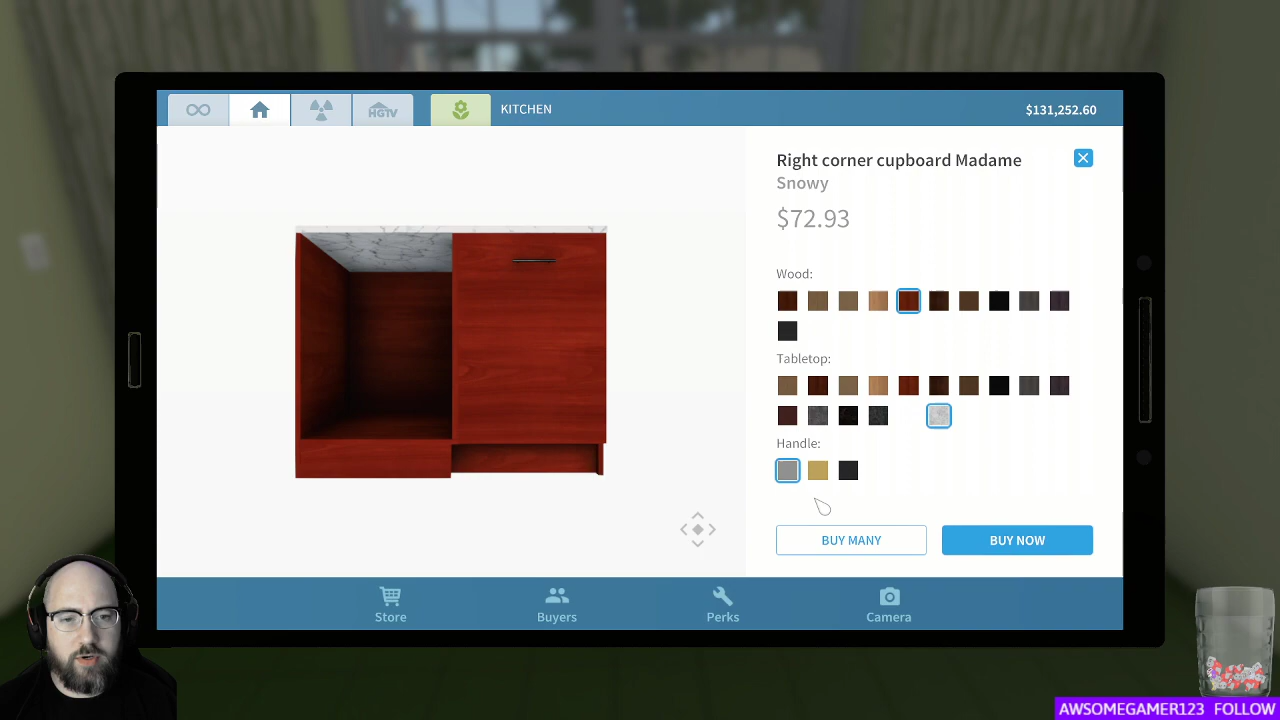 HGTV
KITCHEN
$131,252.60
Right corner cupboard Madame
Snowy
$72.93
Wood:
Tabletop:
Handle:
BUY MANY
BUY NOW
Store
Buyers
Perks
Camera
AWSOMEGAMER123 FOLLOW